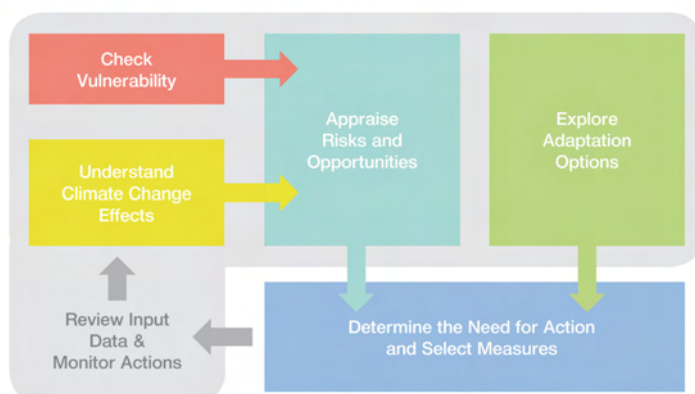 Check
Vulnerability
Appraise
Risks and
Opportunities
Explore
Adaptation
Options
Understand
Climate Change
Effects
Review Input
Data &
Monitor Actions
Determine the Need for Action
and Select Measures